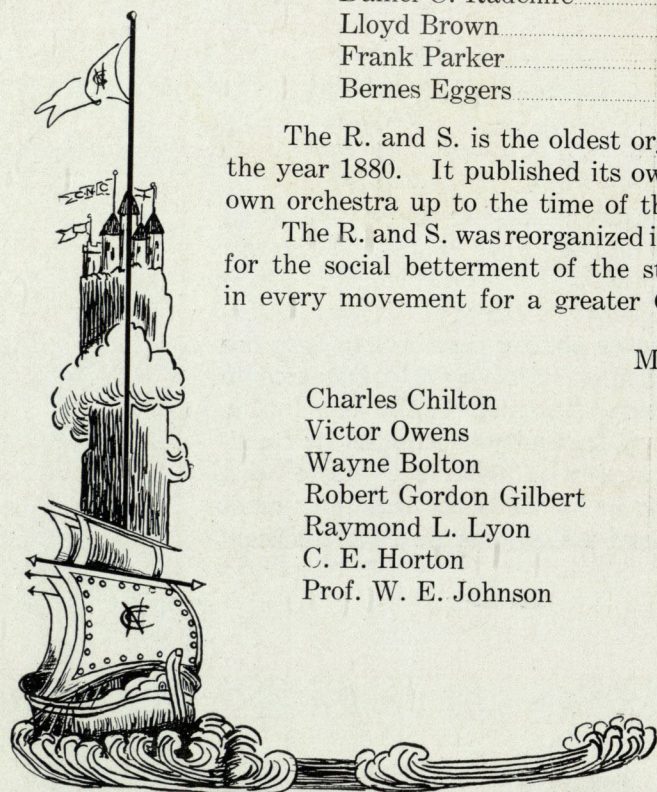 Lloyd Brown
Frank Parker
Bernes Eggers
The R. and S. is the oldest
the year 1880. It published its
own orchestra up to the time of
The R. and S. was reorganized
for the social betterment of the
in every movement for a greater
Charles Chilton
Victor Owens
Wayne Bolton
Robert Gordon Gilbert
Raymond L. Lyon
C. E. Horton
Prof. W. E. Johnson
CNC